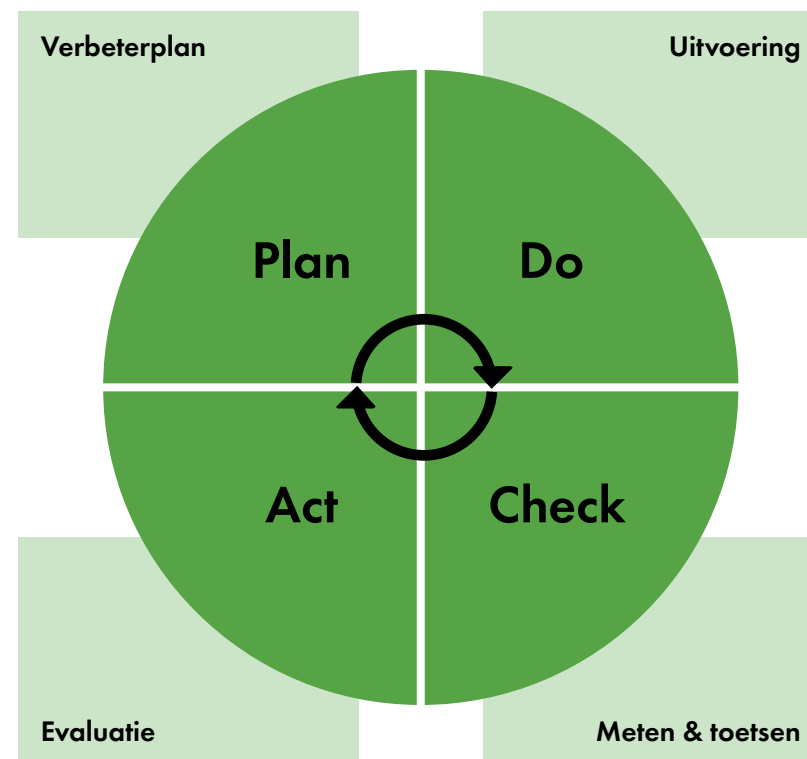 Verbeterplan
Uitvoering
Plan
Do
Act
Check
Evaluatie
Meten & toetsen